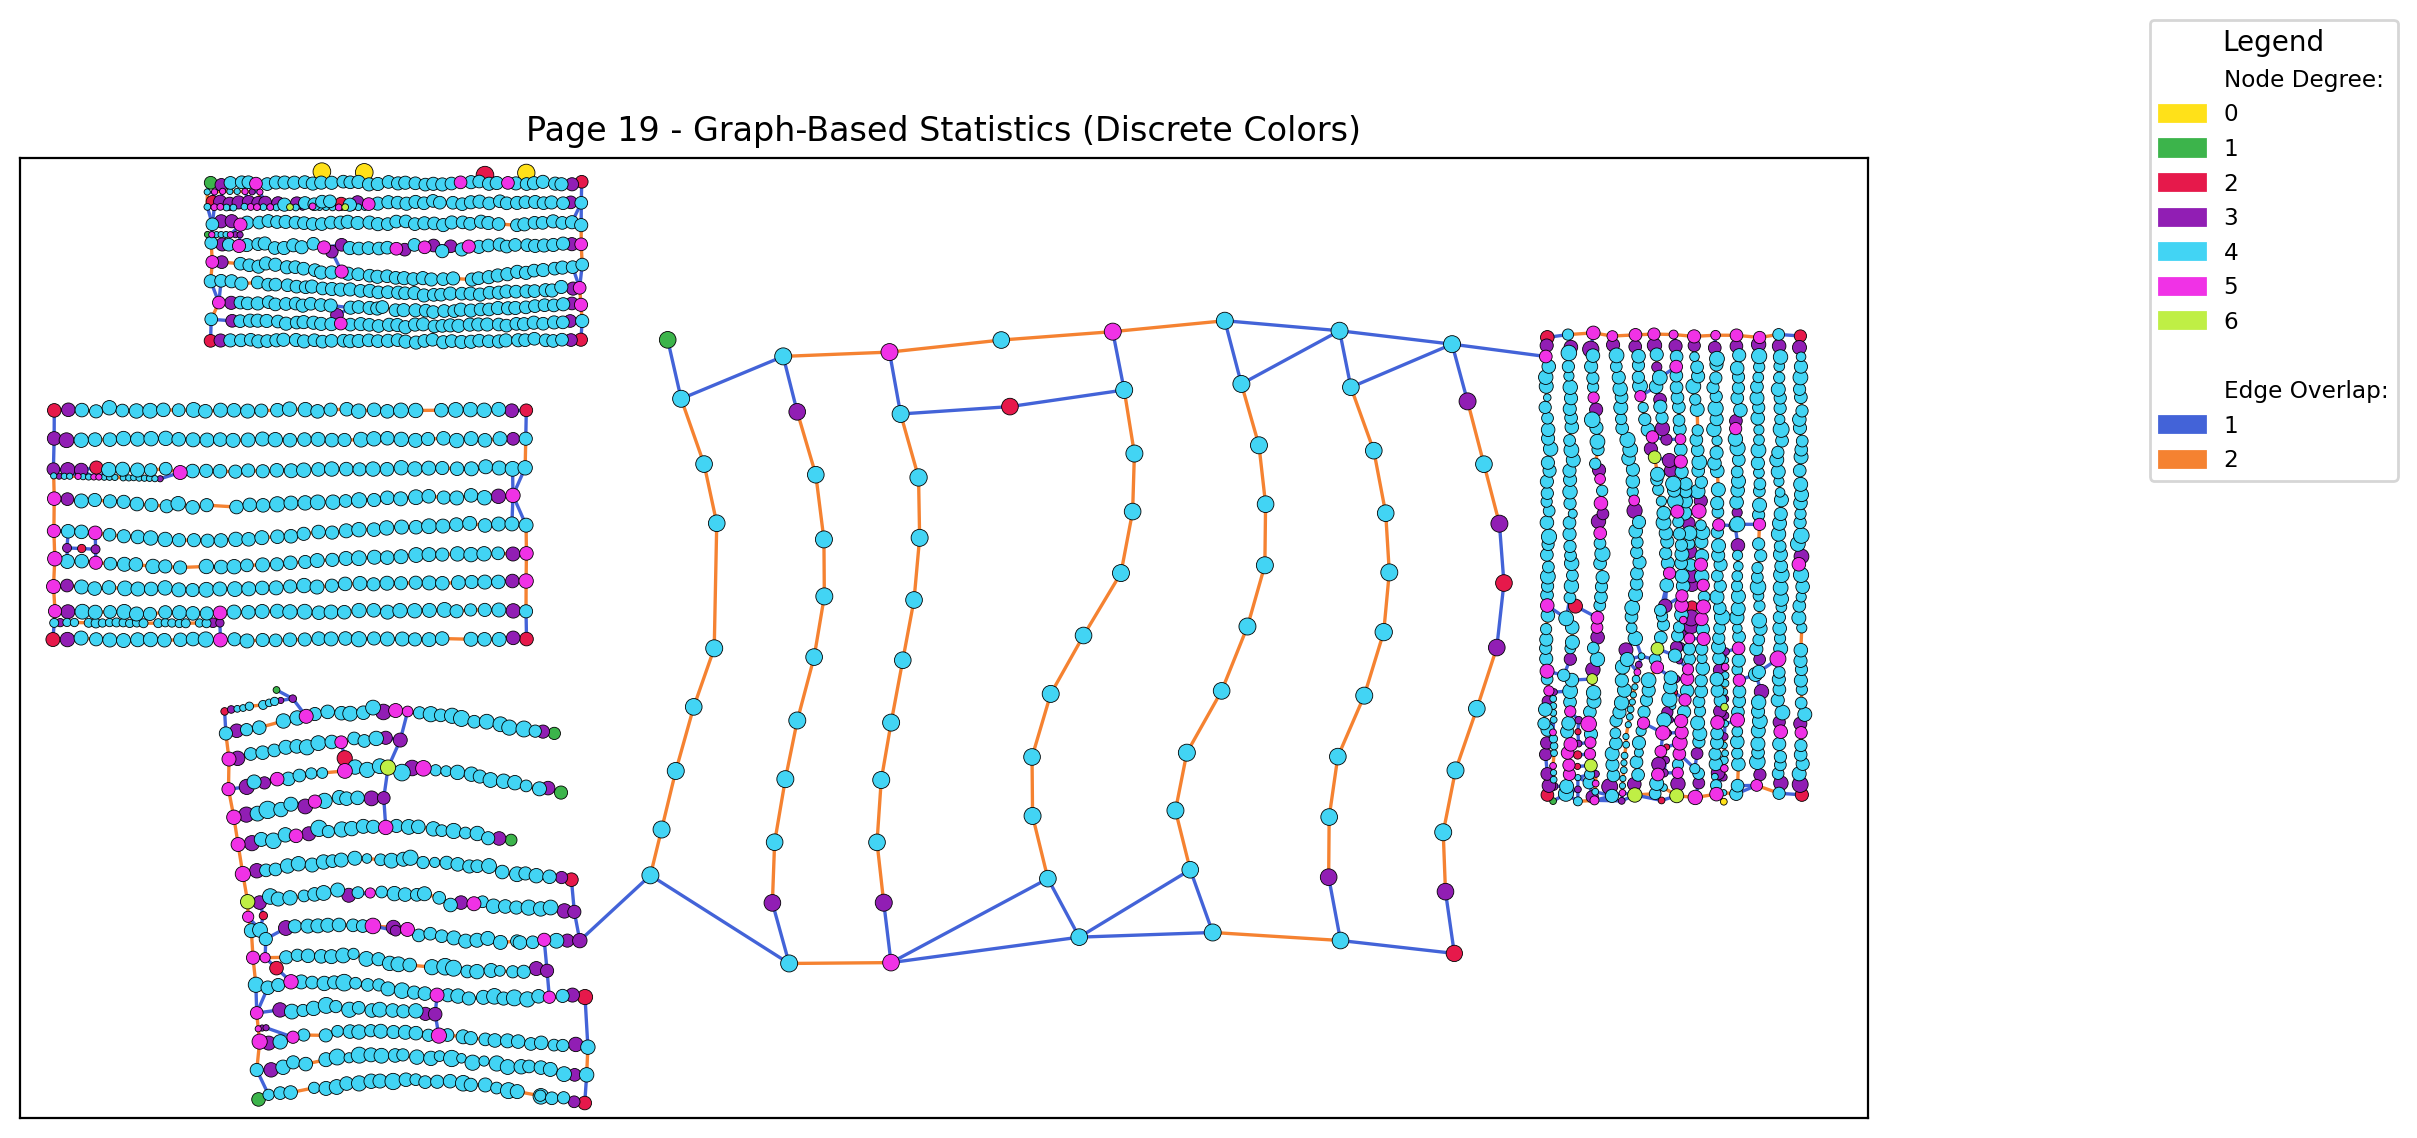 Page 19 - Graph-Based Statistics (Discrete Colors)
Legend
Node Degree:
0
1
2
3
4
5
6
Edge Overlap:
1
2